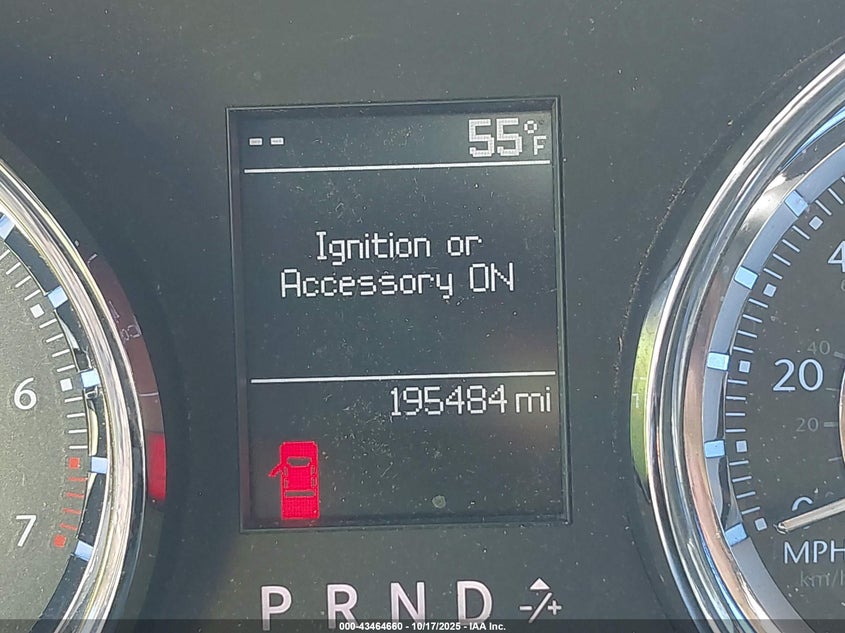 -- 55°F
Ignition or
Accessory ON
195484 mi
P R N D -/+
6
7
40
20
20
MPH
000-43464660 - 10/17/2025 - IAA Inc.